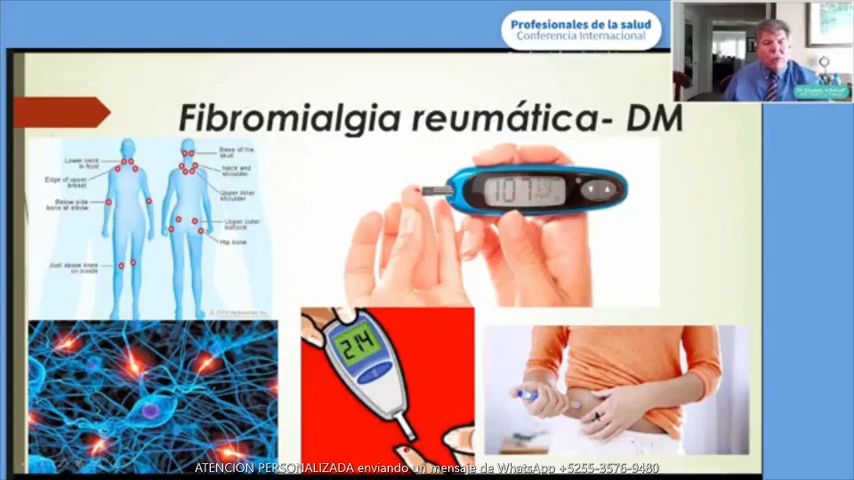 Profesionales de la salud
Conferencia Internacional
Fibromialgia reumática- DM
Lower neck
in front
Edge of upper
breast
Below side
bone at elbow
Just above knee
on inside
Base of the
skull
neck and
shoulder
Upper inner
shoulder
Upper outer
buttock
Hip bone
107
214
ATENCION PERSONALIZADA enviando un mensaje de WhatsApp +5255-3576-9480